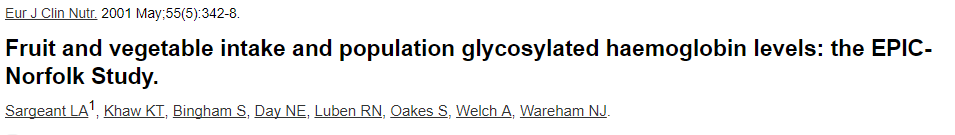 Eur J Clin Nutr. 2001 May;55(5):342-8.
Fruit and vegetable intake and population glycosylated haemoglobin levels: the EPIC-
Norfolk Study.
Sargeant LA1, Khaw KT, Bingham S, Day NE, Luben RN, Oakes S, Welch A, Wareham NJ.